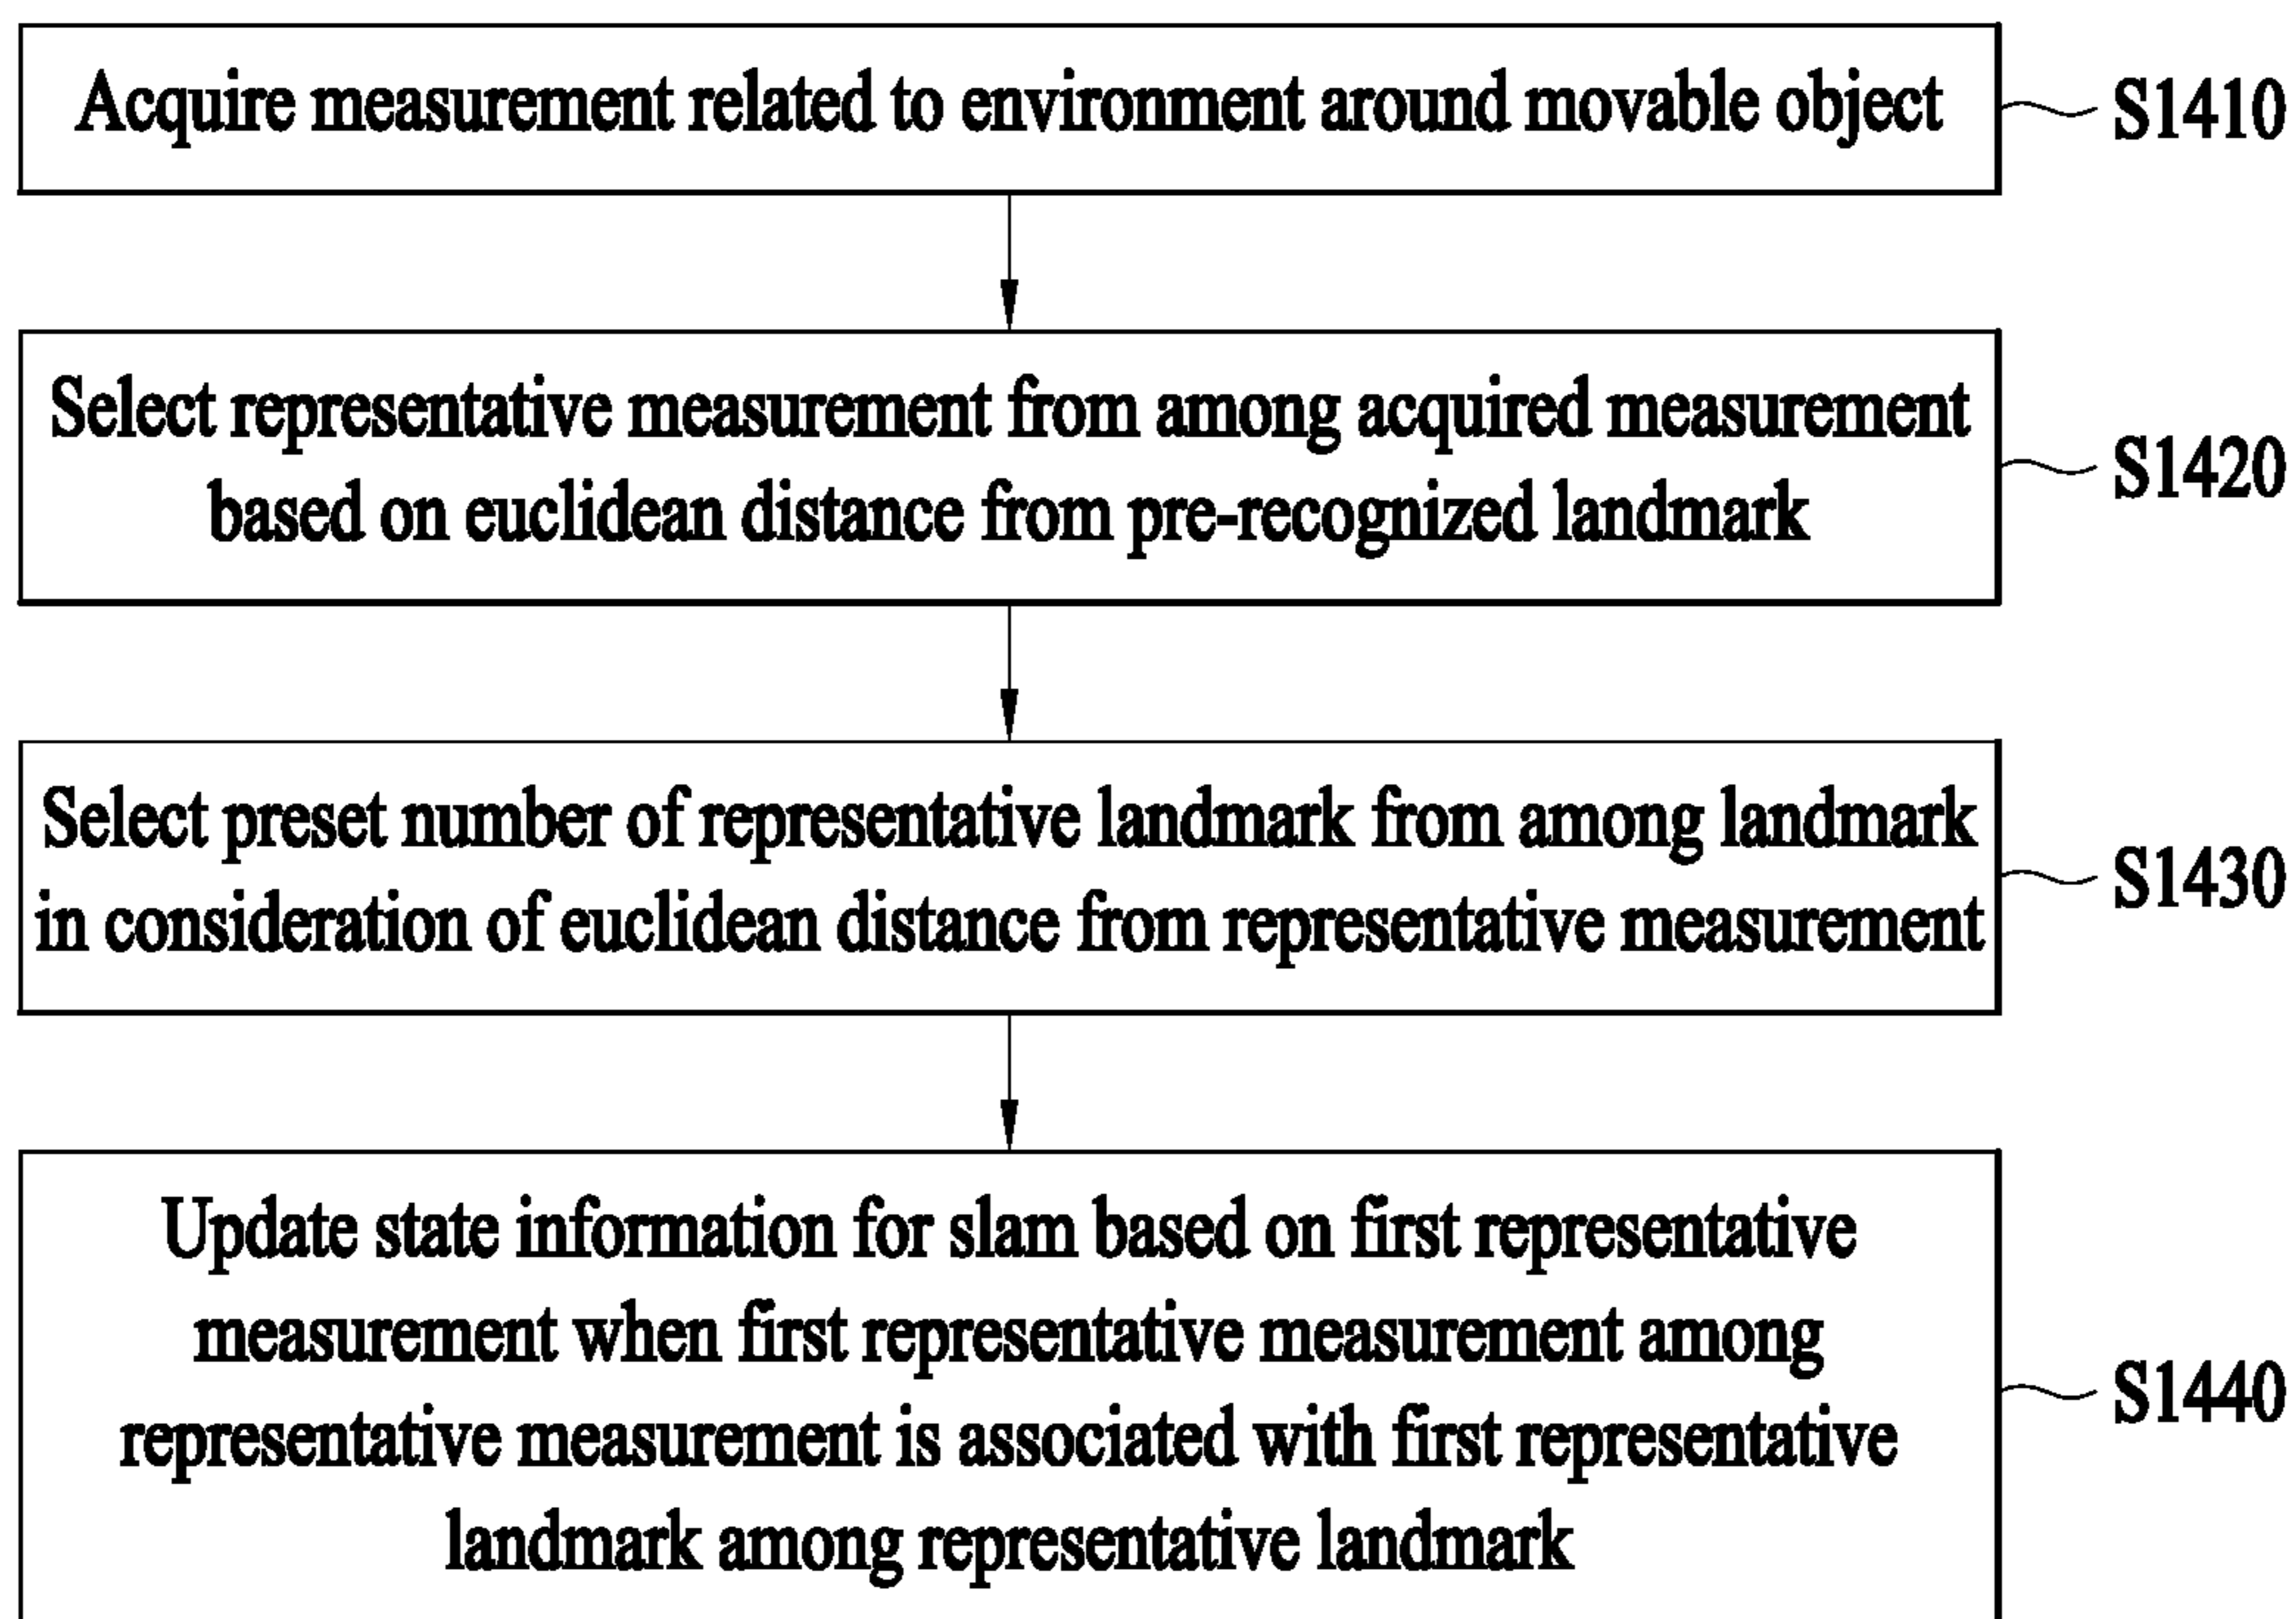 Acquire measurement related to environment around movable object
S1410
Select representative measurement from among acquired measurement
based on euclidean distance from pre-recognized landmark
S1420
Select preset number of representative landmark from among landmark
in consideration of euclidean distance from representative measurement
S1430
Update state information for slam based on first representative
measurement when first representative measurement among
representative measurement is associated with first representative
landmark among representative landmark
S1440